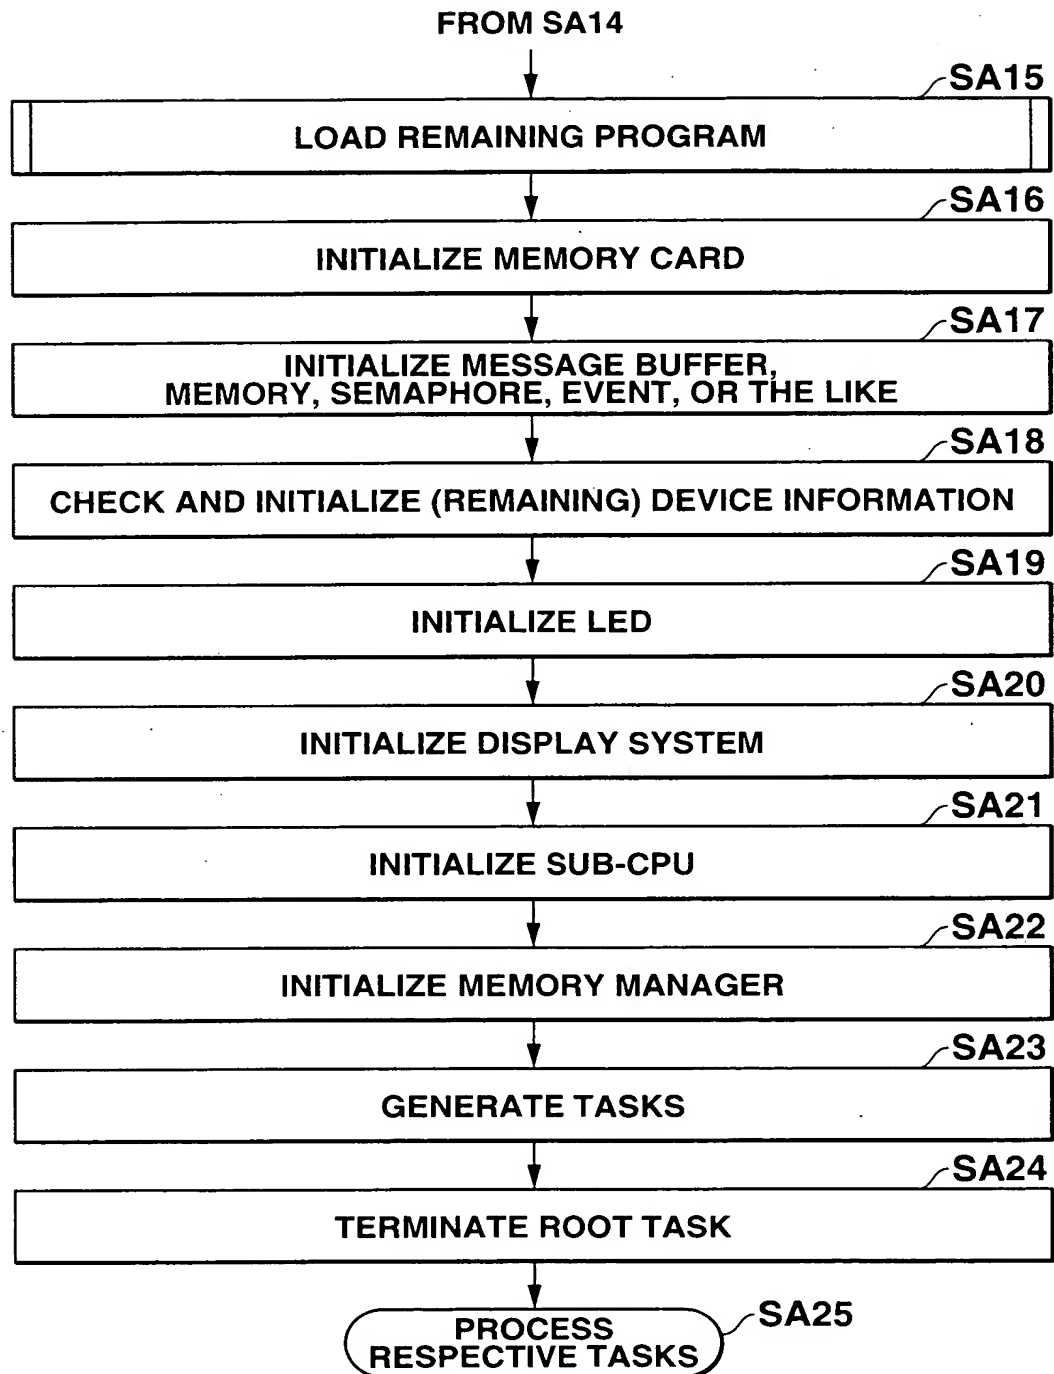 FROM SA14
SA15
LOAD REMAINING PROGRAM
SA16
INITIALIZE MEMORY CARD
SA17
INITIALIZE MESSAGE BUFFER,
MEMORY, SEMAPHORE, EVENT, OR THE LIKE
SA18
CHECK AND INITIALIZE (REMAINING) DEVICE INFORMATION
SA19
INITIALIZE LED
SA20
INITIALIZE DISPLAY SYSTEM
SA21
INITIALIZE SUB-CPU
SA22
INITIALIZE MEMORY MANAGER
SA23
GENERATE TASKS
SA24
TERMINATE ROOT TASK
SA25
PROCESS
RESPECTIVE TASKS